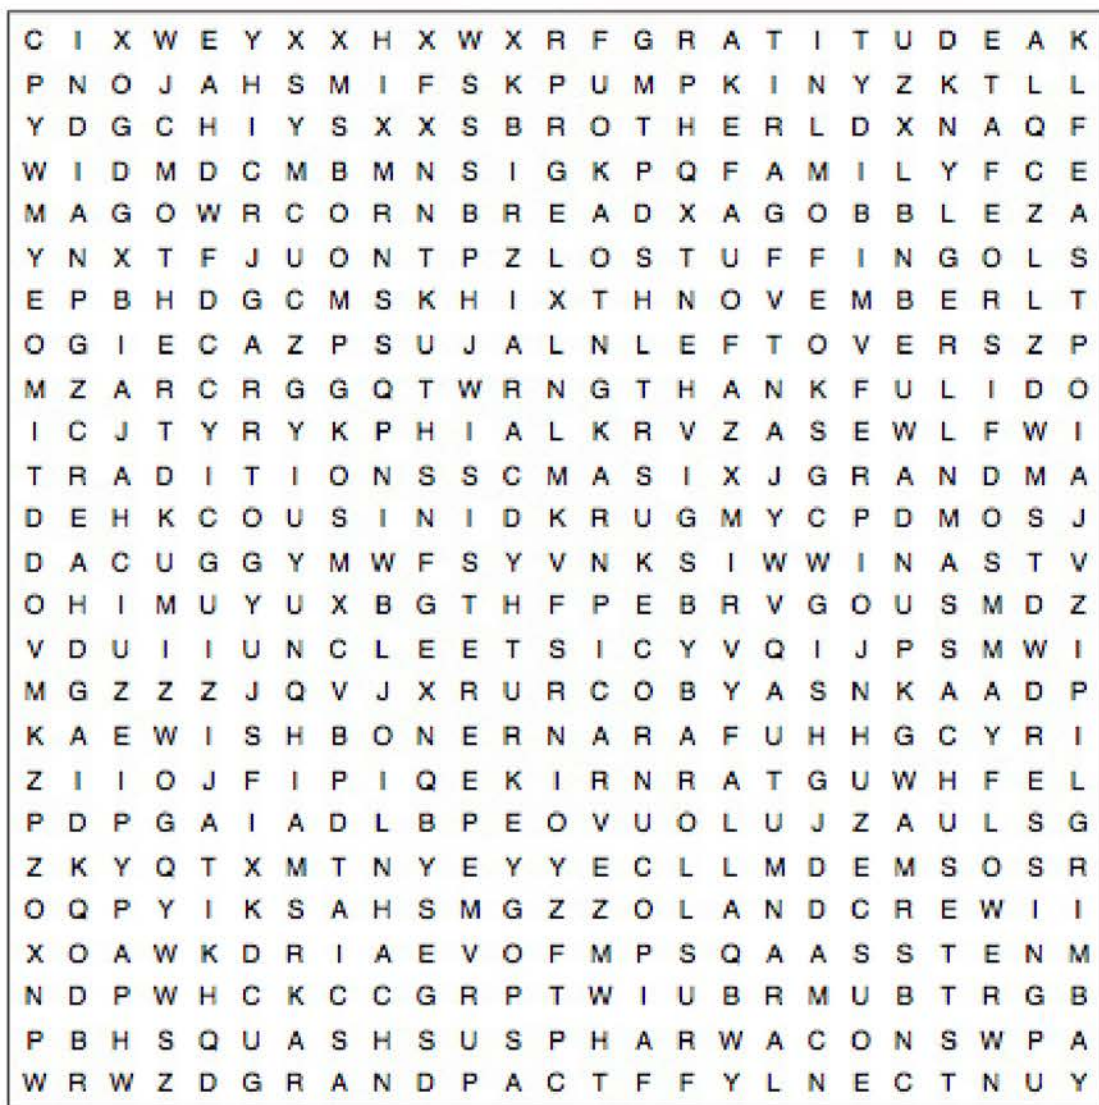 C I X W E Y X X H X W X R F G R A T I T U D E A K
P N O J A H S M I F S K P U M P K I N Y Z K T L L
Y D G C H I Y S X X S B R O T H E R L D X N A Q F
W I D M D C M B M N S I G K P Q F A M I L Y F C E
M A G O W R C O R N B R E A D X A G O B B L E Z A
Y N X T F J U O N T P Z L O S T U F F I N G O L S
E P B H D G C M S K H I X T H N O V E M B E R L T
O G I E C A Z P S U J A L N L E F T O V E R S Z P
M Z A R C R G G Q T W R N G T H A N K F U L I D O
I C J T Y R Y K P H I A L K R V Z A S E W L F W I
T R A D I T I O N S S C M A S I X J G R A N D M A
D E H K C O U S I N I D K R U G M Y C P D M O S J
D A C U G G Y M W F S Y V N K S I W W I N A S T V
O H I M U Y U X B G T H F P E B R V G O U S M D Z
V D U I I U N C L E E T S I C Y V Q I J P S M W I
M G Z Z Z J Q V J X R U R C O B Y A S N K A A D P
K A E W I S H B O N E R N A R A F U H H G C Y R I
Z I I O J F I P I Q E K I R N R A T G U W H F E L
P D P G A I A D L B P E O V U O L U J Z A U L S G
Z K Y Q T X M T N Y E Y Y E C L L M D E M S O S R
O Q P Y I K S A H S M G Z Z O L A N D C R E W I I
X O A W K D R I A E V O F M P S Q A A S S T E N M
N D P W H C K C C G R P T W I U B R M U B T R G B
P B H S Q U A S H S U S P H A R W A C O N S W P A
W R W Z D G R A N D P A C T F F Y L N E C T N U Y